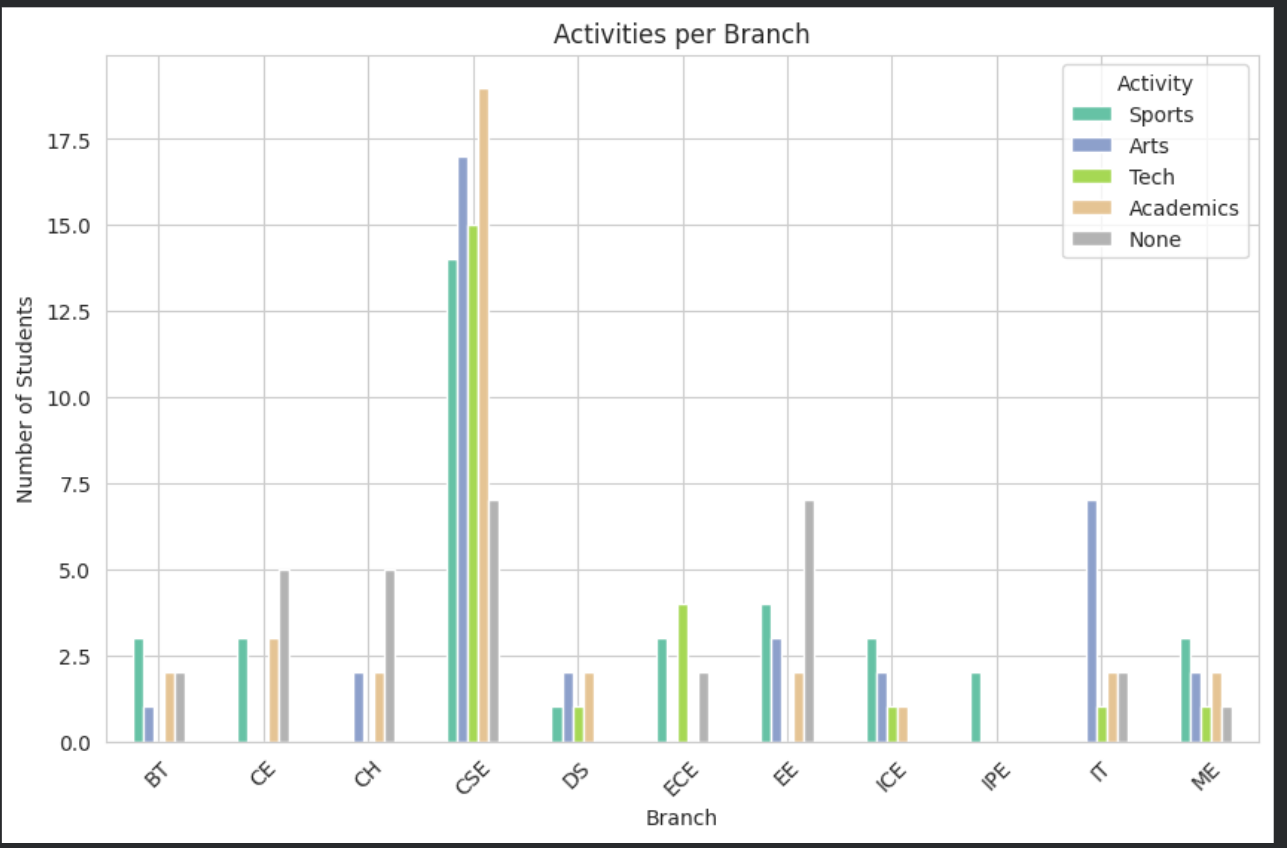 Activities per Branch
Activity
Sports
Arts
Tech
Academics
None
Number of Students
17.5
15.0
12.5
10.0
7.5
5.0
2.5
0.0
BT
CE
CH
CSE
DS
ECE
EE
ICE
IPE
IT
ME
Branch